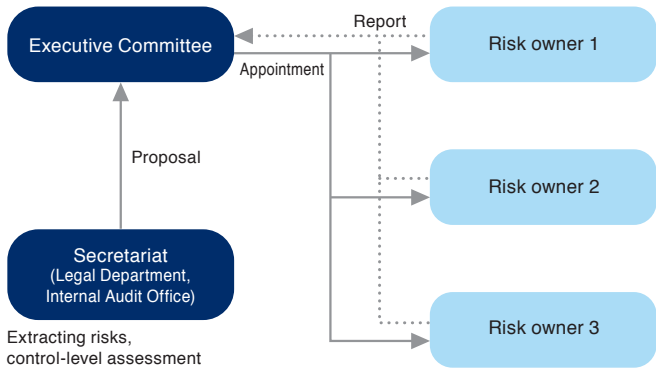 Report
Executive Committee
Risk owner 1
Appointment
Proposal
Risk owner 2
Secretariat
(Legal Department,
Internal Audit Office)
Risk owner 3
Extracting risks,
control-level assessment